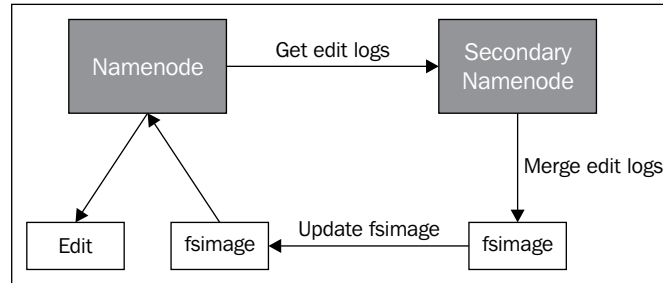 Namenode
Get edit logs
Secondary
Namenode
Merge edit logs
Edit
fsimage
Update fsimage
fsimage